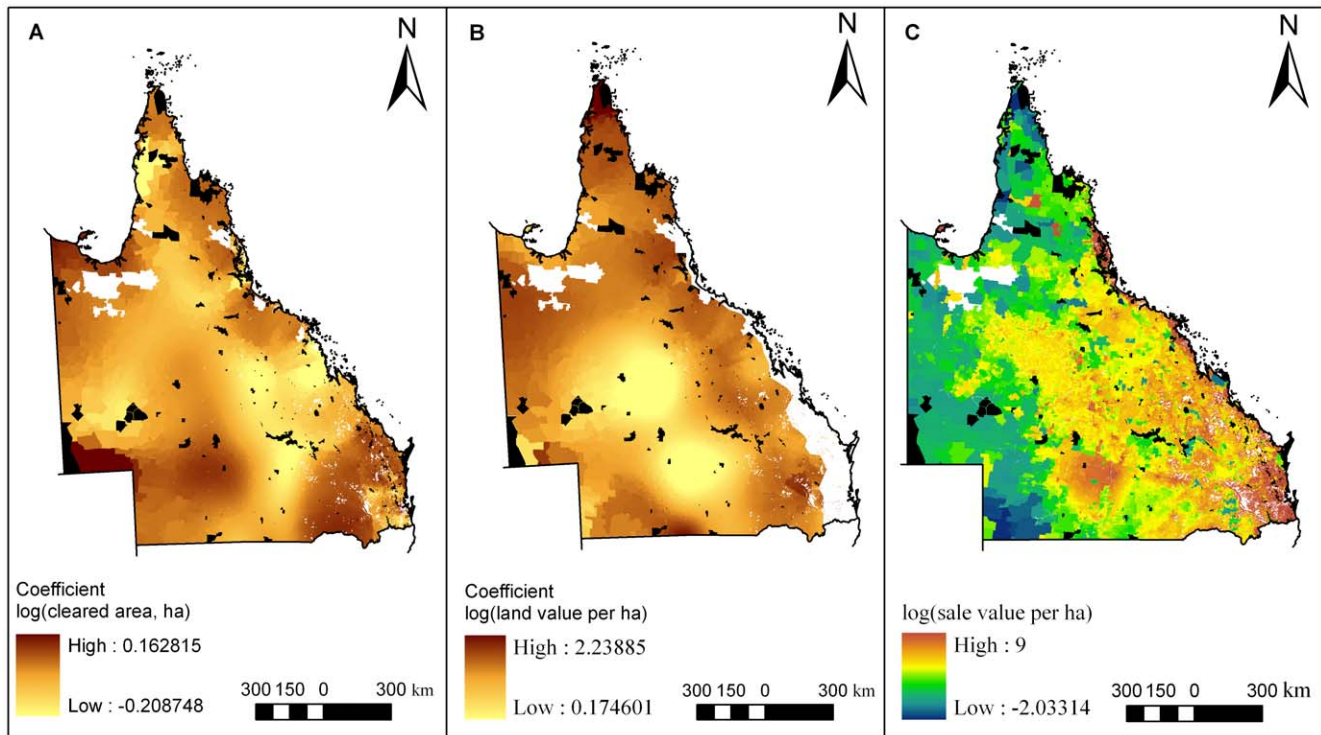 A
N
Coefficient
log(cleared area, ha)
High : 0.162815
Low : -0.208748
300 150 0 300 km
B
N
Coefficient
log(land value per ha)
High : 2.23885
Low : 0.174601
300 150 0 300 km
C
N
log(sale value per ha)
High : 9
Low : -2.03314
300 150 0 300 km